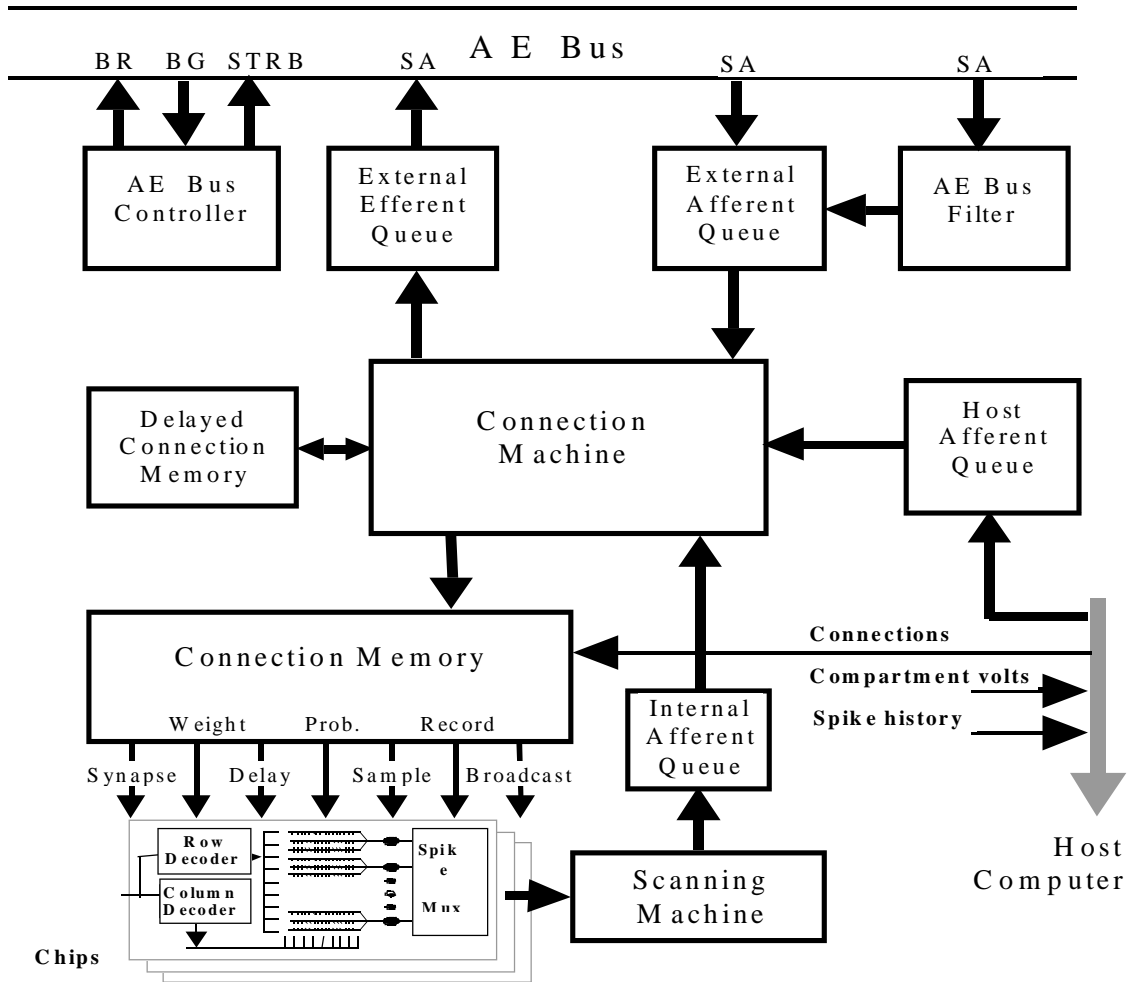 AE Bus
BR BG STRB SA SA SA
AE Bus
Controller
External
Efferent
Queue
External
Afferent
Queue
AE Bus
Filter
Delayed
Connection
Memory
Connection
Machine
Host
Afferent
Queue
Connection Memory
Weight Prob. Record
Synapse Delay Sample Broadcast
Internal
Afferent
Queue
Connections
Compartment volts
Spike history
Host
Computer
Row
Decoder
Column
Decoder
Spik
e
Mux
Scanning
Machine
Chips